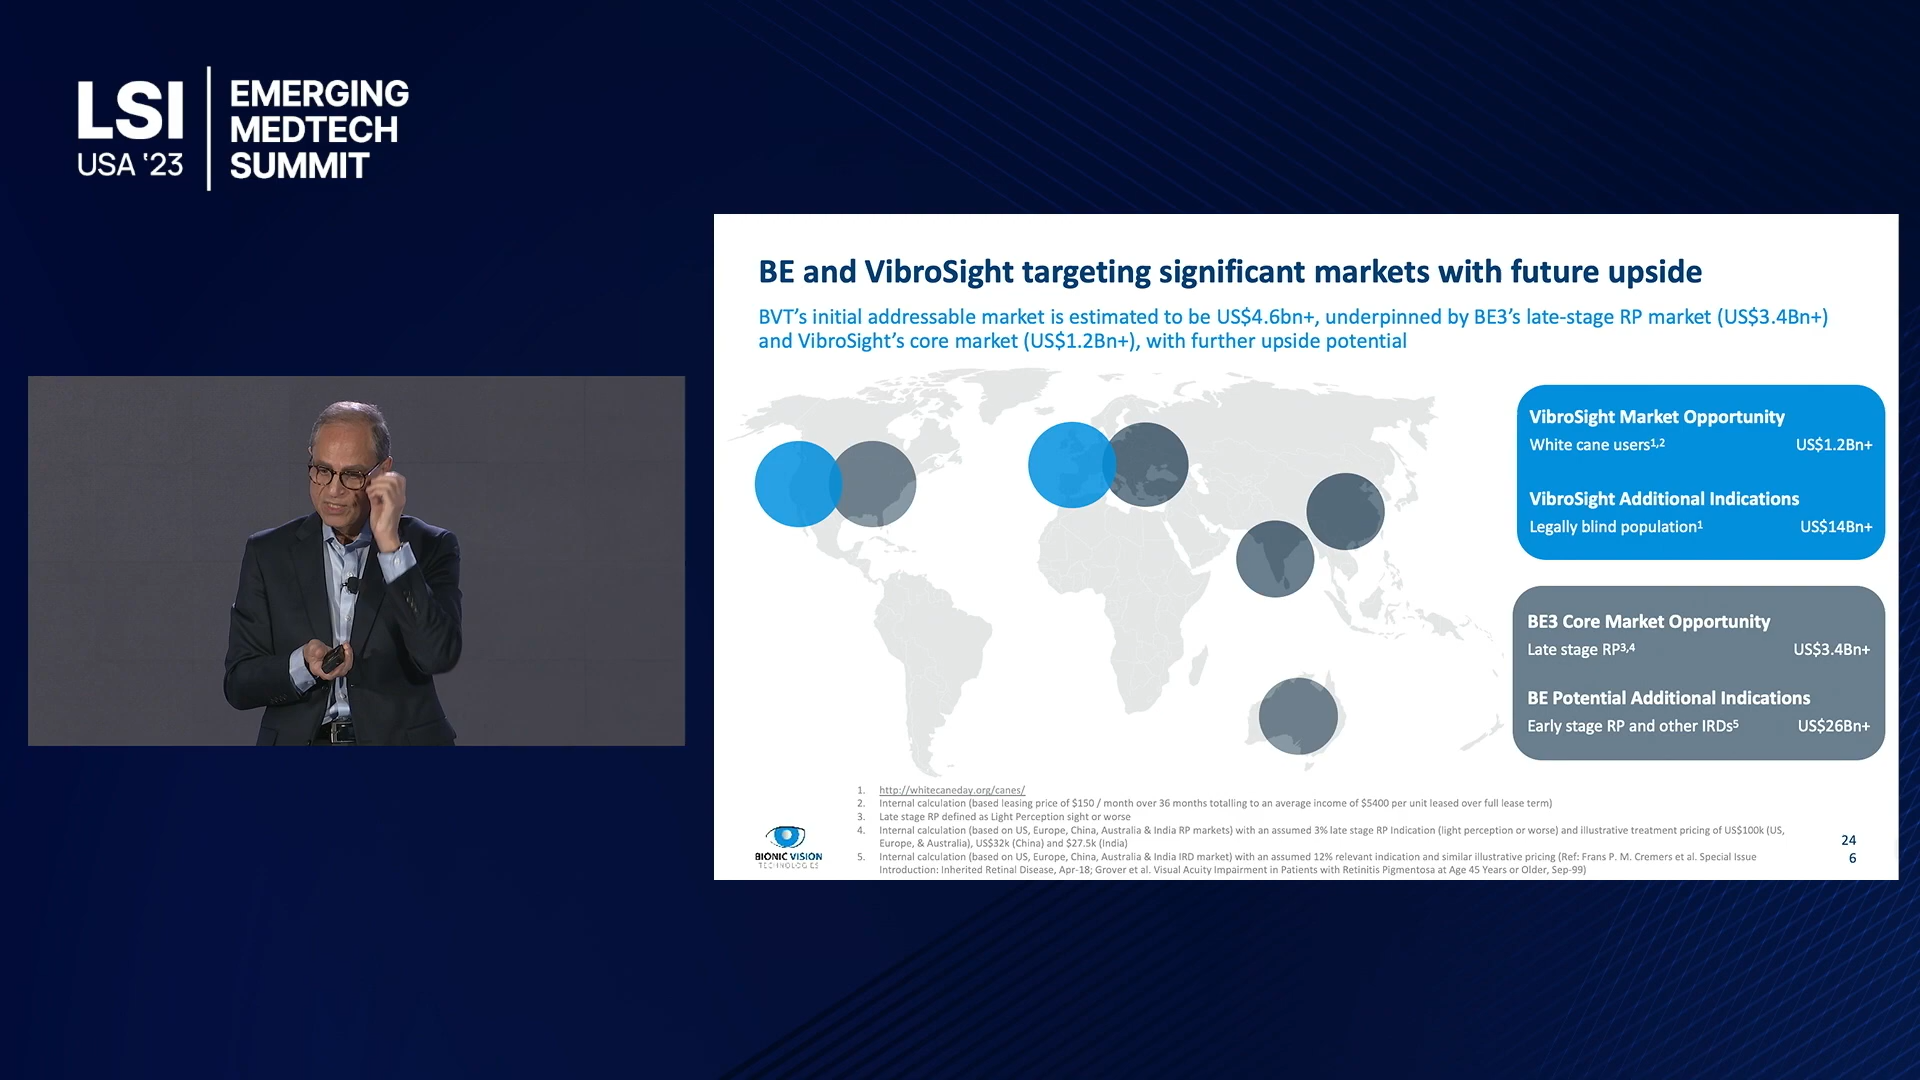 LSI
USA '23
EMERGING
MEDTECH
SUMMIT
BE and VibroSight targeting significant markets with future upside
BVT's initial addressable market is estimated to be US$4.6bn+, underpinned by BE3's late-stage RP market (US$3.4Bn+)
and VibroSight's core market (US$1.2Bn+), with further upside potential
VibroSight Market Opportunity
White cane users1,2 US$1.2Bn+
VibroSight Additional Indications
Legally blind population1 US$14Bn+
BE3 Core Market Opportunity
Late stage RP3,4 US$3.4Bn+
BE Potential Additional Indications
Early stage RP and other IRDs5 US$26Bn+
1. http://whitecaneday.org/canes/
2. Internal calculation (based leasing price of $150 / month over 36 months totalling to an average income of $5400 per unit leased over full lease term)
3. Late stage RP defined as Light Perception sight or worse
4. Internal calculation (based on US, Europe, China, Australia & India RP markets) with an assumed 3% late stage RP Indication (light perception or worse) and illustrative treatment pricing of US$100k (US,
Europe, & Australia), US$32k (China) and $27.5k (India)
5. Internal calculation (based on US, Europe, China, Australia & India IRD market) with an assumed 12% relevant indication and similar illustrative pricing (Ref: Frans P. M. Cremers et al. Special Issue
Introduction: Inherited Retinal Disease, Apr-18; Grover et al. Visual Acuity Impairment in Patients with Retinitis Pigmentosa at Age 45 Years or Older, Sep-99)
BIONIC VISION
TECHNOLOGIES
24
6